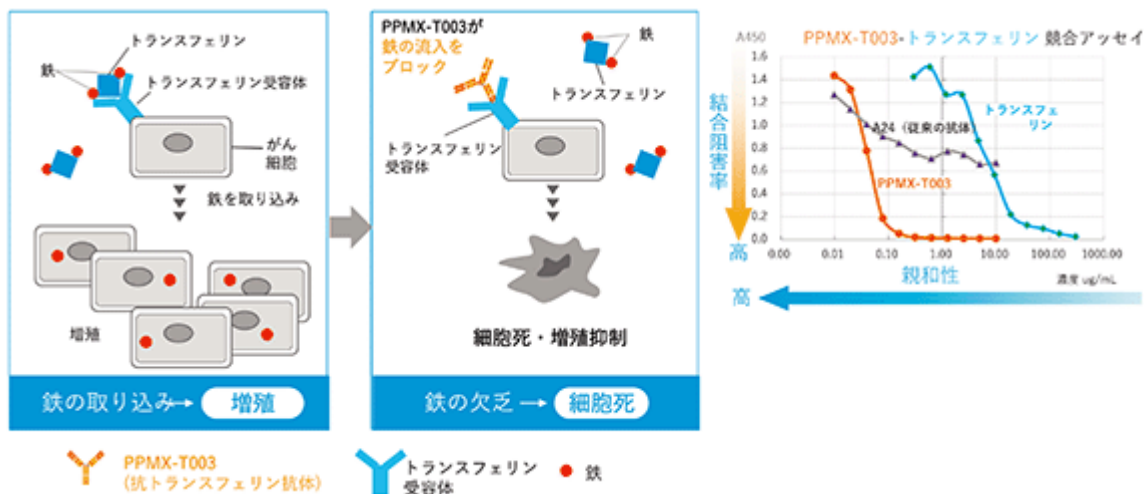 トランスフェリン
鉄
トランスフェリン受容体
がん
細胞
鉄を取り込み
増殖
鉄の取り込み→ 増殖
PPMX-T003が
鉄の流入を
ブロック
鉄
トランスフェリン
トランスフェリン
受容体
細胞死・増殖抑制
鉄の欠乏→ 細胞死
PPMX-T003
(抗トランスフェリン抗体)
トランスフェリン
受容体
鉄
A450
PPMX-T003-トランスフェリン 競合アッセイ
1.6
1.4
1.2
1.0
0.8
0.6
0.4
0.2
0.0
結合阻害率
高
トランスフェ
リン
A24（従来の抗体）
PPMX-T003
0.00
0.10
1.00
10.00
100.00
1000.00
親和性
濃度 ug/mL
高